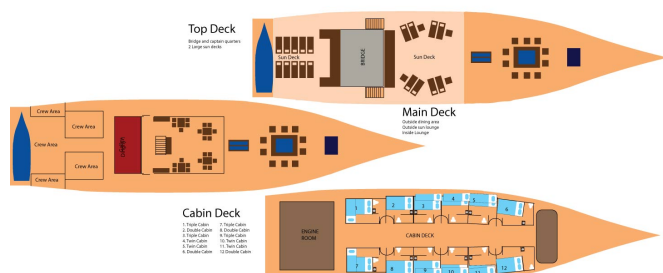 Top Deck
Bridge and captain quarters
2 Large sun decks
Sun Deck
BRIDGE
Sun Deck
Main Deck
Outside dining area
Outside sun lounge
Inside Lounge
Crew Area
Crew Area
Crew Area
Crew Area
Crew Area
Crew Area
Cabin Deck
1, Triple Cabin
2. Double Cabin
3. Triple Cabin
4. Twin Cabin
5. Twin Cabin
6. Double Cabin
7. Triple Cabin
8. Double Cabin
9. Triple Cabin
10. Twin Cabin
11. Twin Cabin
12 Double Cabin
ENGINE
ROOM
CABIN DECK
1
2
3
4
5
6
7
8
9
10
11
12